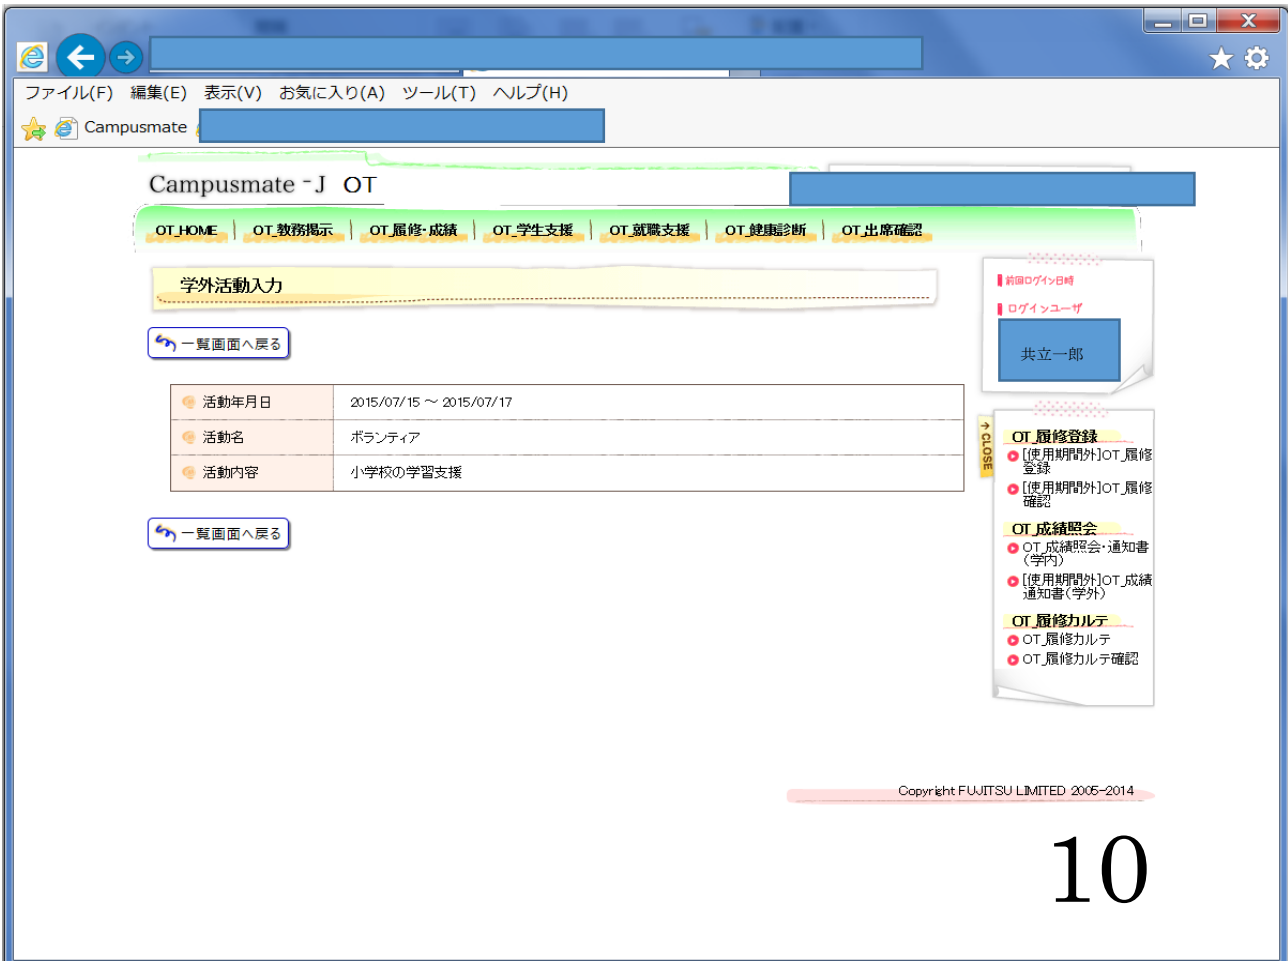 ファイル(F) 編集(E) 表示(V) お気に入り(A) ツール(T) ヘルプ(H)
Campusmate
Campusmate-J OT
OT_HOME OT_教務掲示 OT_履修・成績 OT_学生支援 OT_就職支援 OT_健康診断 OT_出席確認
学外活動入力
一覧画面へ戻る
活動年月日 2015/07/15 ～ 2015/07/17
活動名 ボランティア
活動内容 小学校の学習支援
一覧画面へ戻る
前回ログイン日時
ログインユーザ
共立一郎
CLOSE
OT_履修登録
[使用期間外]OT_履修
登録
[使用期間外]OT_履修
確認
OT_成績照会
OT_成績照会・通知書
(学内)
[使用期間外]OT_成績
通知書(学外)
OT_履修カルテ
OT_履修カルテ
OT_履修カルテ確認
Copyright FUJITSU LIMITED 2005-2014
10